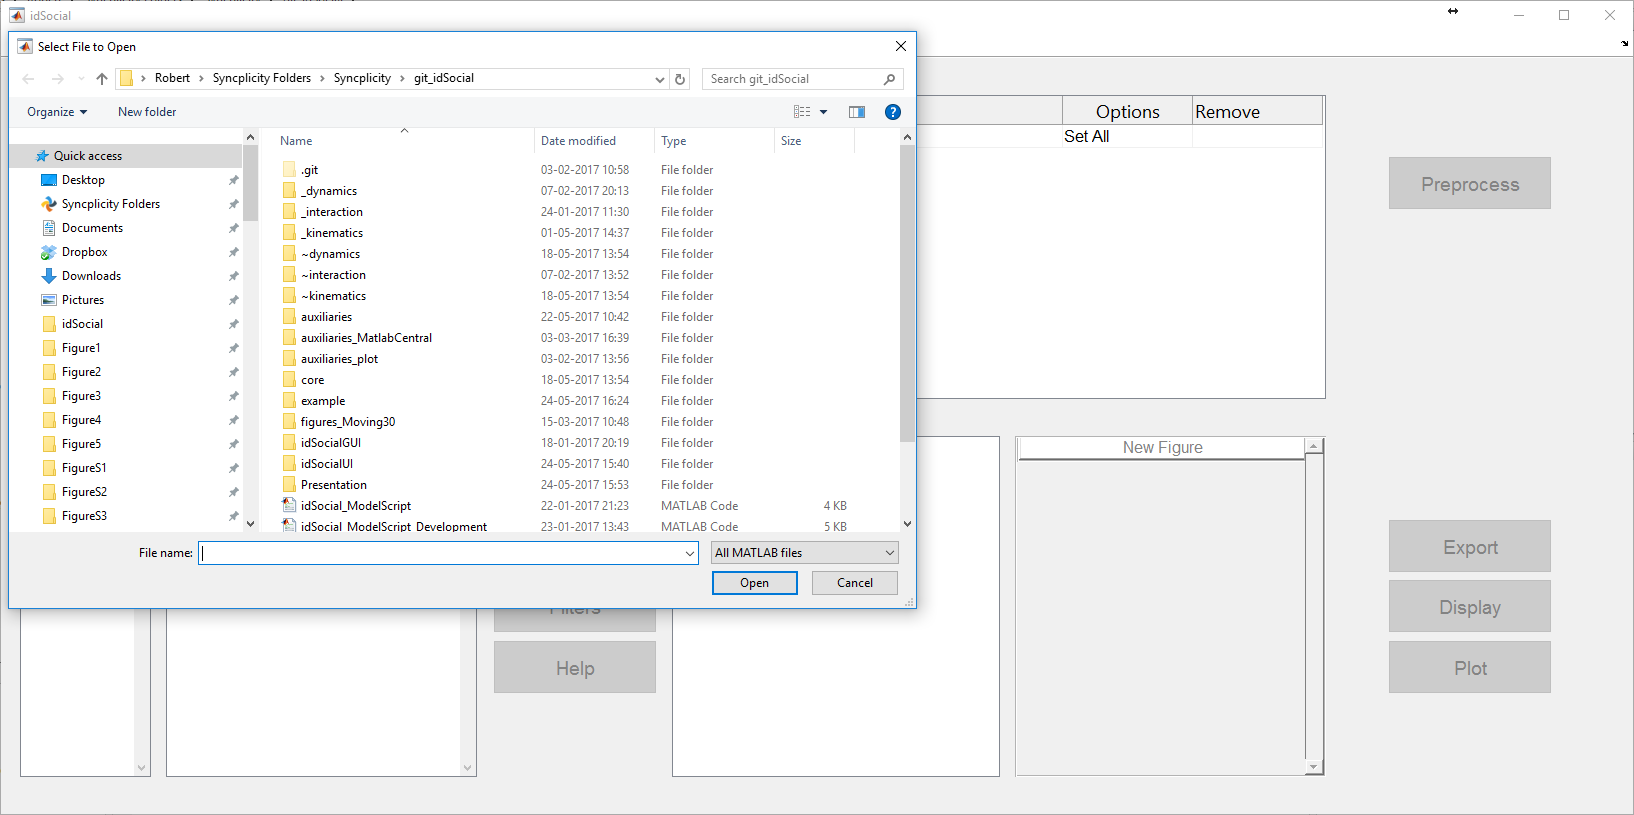 idSocial
Select File to Open
Robert > Syncplicity Folders > Syncplicity > git_idSocial
Search git_idSocial
Organize
New folder
Name Date modified Type Size
Quick access
Desktop
Syncplicity Folders
Documents
Dropbox
Downloads
Pictures
idSocial
Figure1
Figure2
Figure3
Figure4
Figure5
FigureS1
FigureS2
FigureS3
.git 03-02-2017 10:58 File folder
_dynamics 07-02-2017 20:13 File folder
_interaction 24-01-2017 11:30 File folder
_kinematics 01-05-2017 14:37 File folder
~dynamics 18-05-2017 13:54 File folder
~interaction 07-02-2017 13:52 File folder
~kinematics 18-05-2017 13:54 File folder
auxiliaries 22-05-2017 10:42 File folder
auxiliaries_MatlabCentral 03-03-2017 16:39 File folder
auxiliaries_plot 03-02-2017 13:56 File folder
core 18-05-2017 13:54 File folder
example 24-05-2017 16:24 File folder
figures_Moving30 15-03-2017 10:48 File folder
idSocialGUI 18-01-2017 20:19 File folder
idSocialUI 24-05-2017 15:40 File folder
Presentation 24-05-2017 15:53 File folder
idSocial_ModelScript 22-01-2017 21:23 MATLAB Code 4 KB
idSocial_ModelScript_Development 23-01-2017 13:43 MATLAB Code 5 KB
File name:
All MATLAB files
Open
Cancel
Options Remove
Set All
Preprocess
New Figure
Filters
Help
Export
Display
Plot